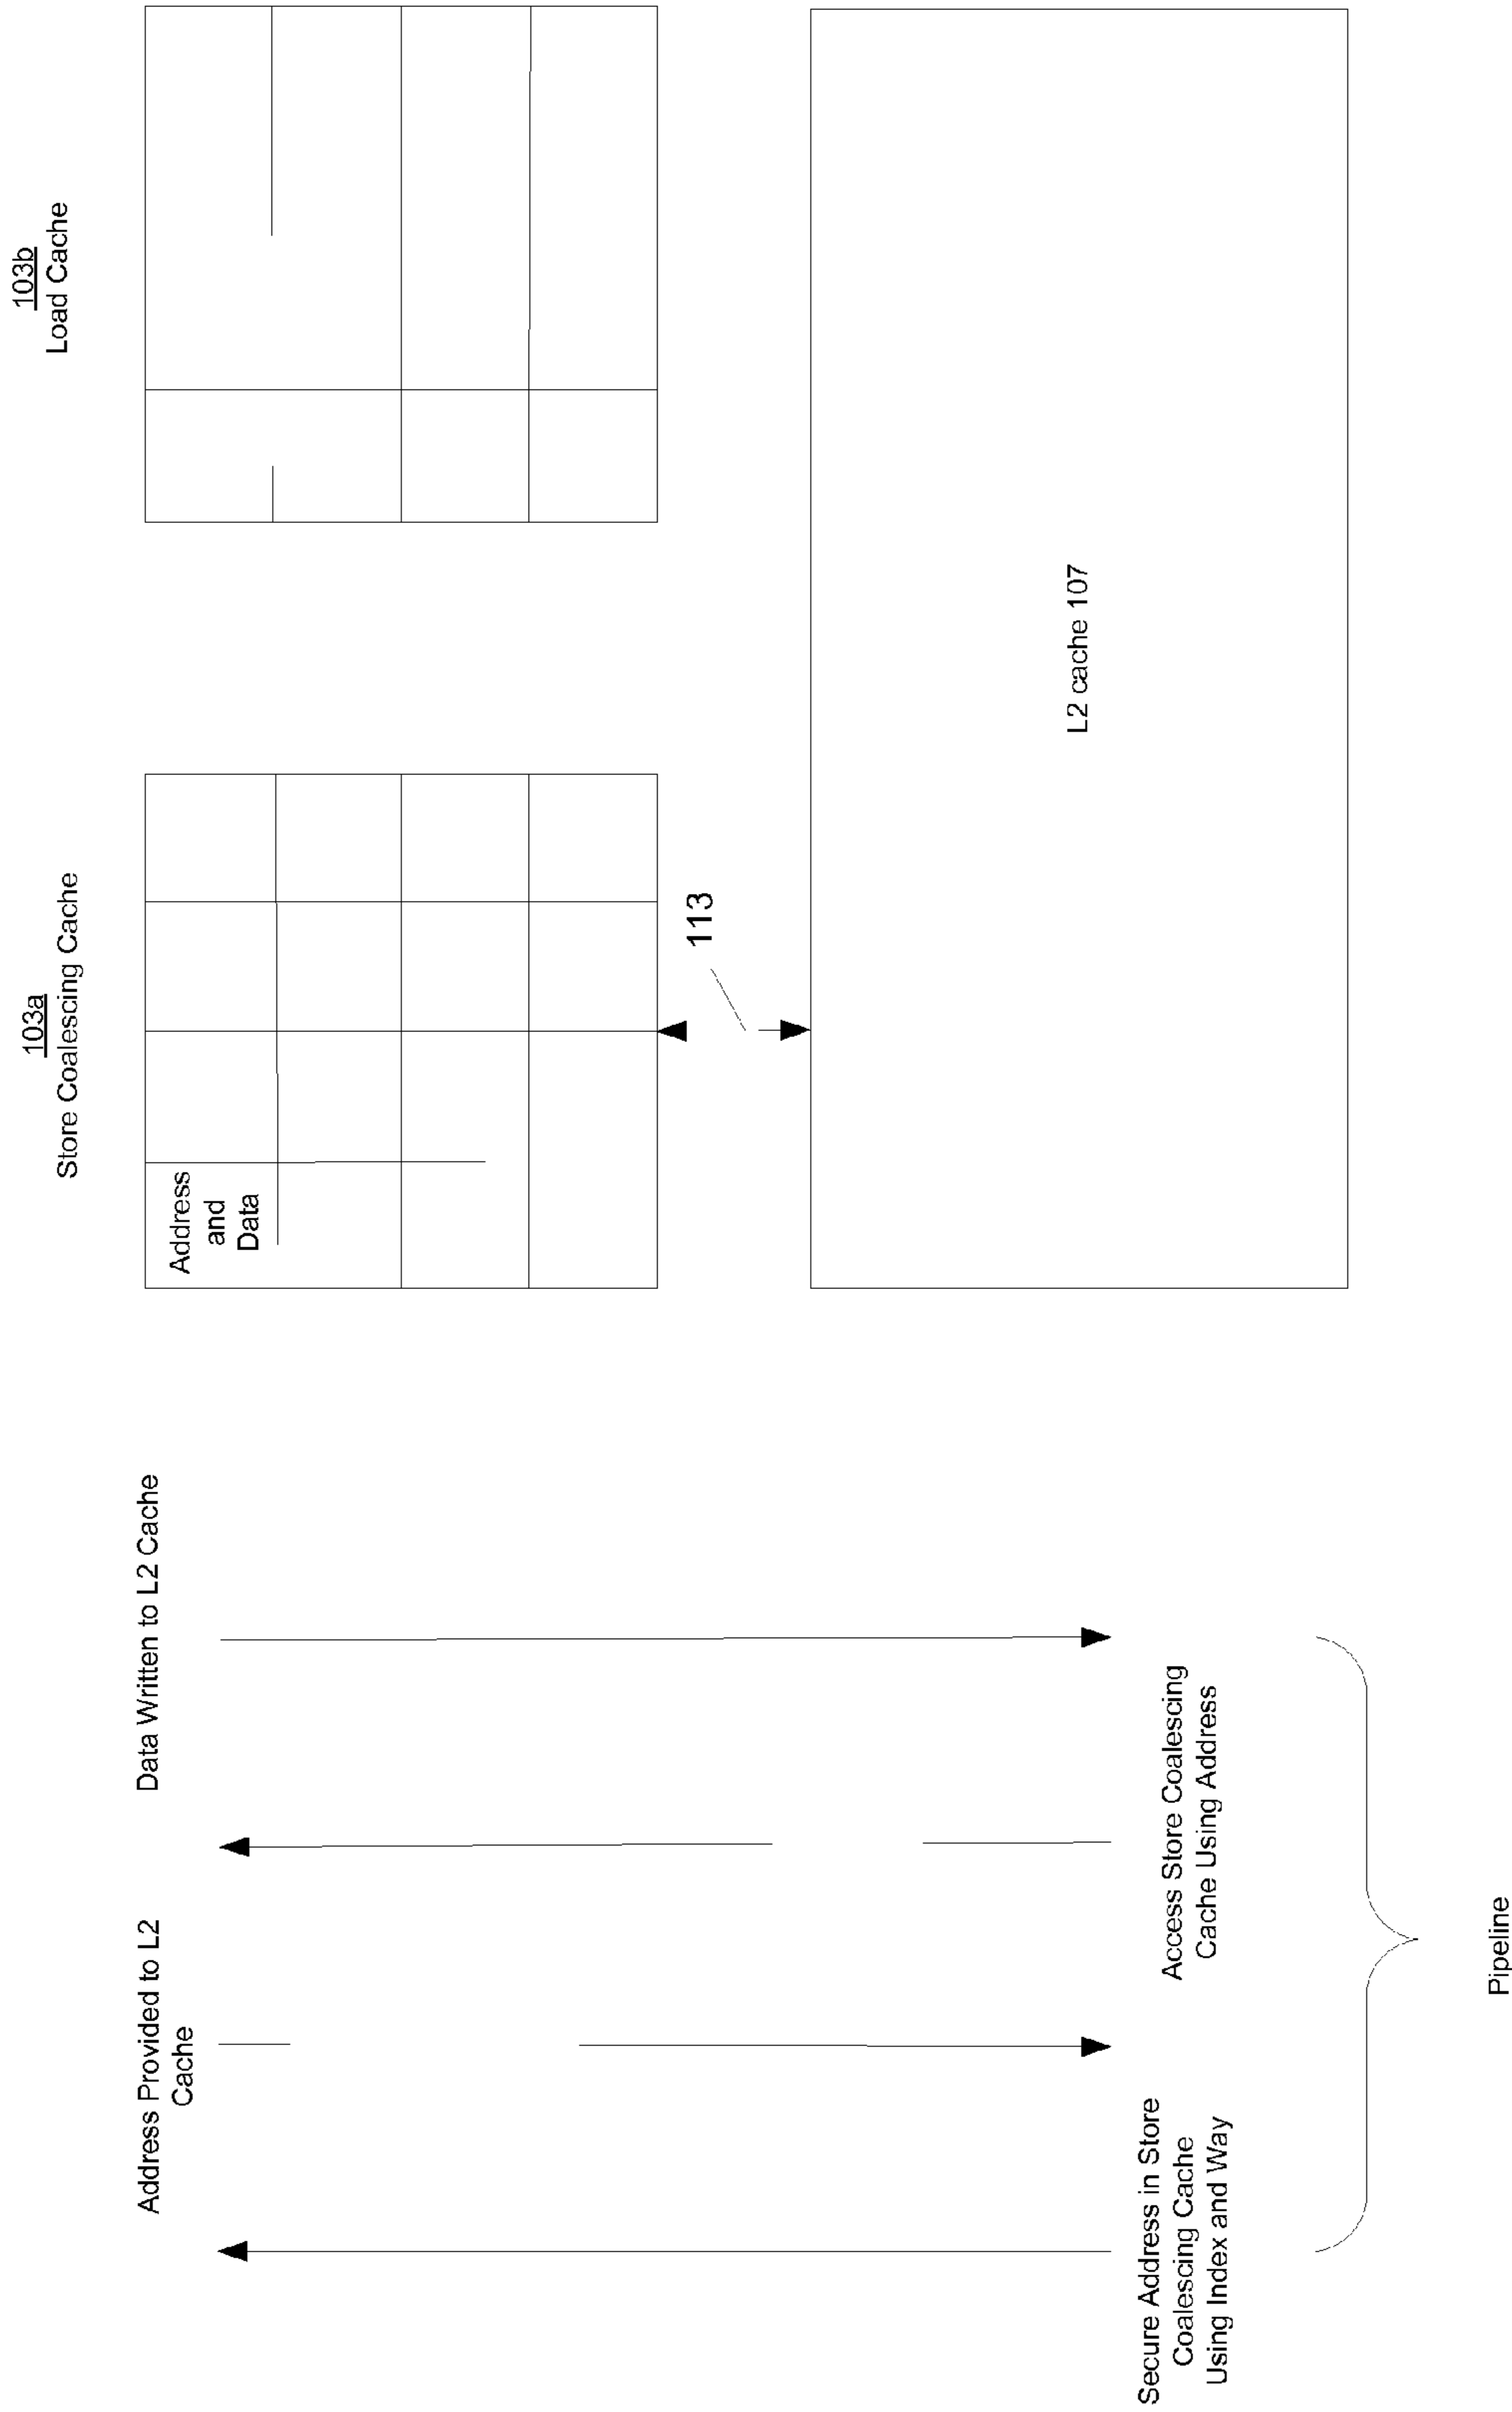 103a
Store Coalescing Cache
103b
Load Cache
Address
and
Data
113
L2 cache 107
Address Provided to L2
Cache
Data Written to L2 Cache
Secure Address in Store
Coalescing Cache
Using Index and Way
Access Store Coalescing
Cache Using Address
Pipeline